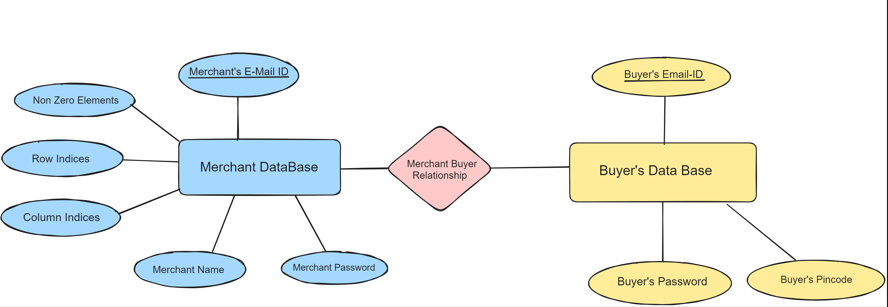 Merchant's E-Mail ID
Buyer's Email-ID
Non Zero Elements
Row Indices
Merchant DataBase
Merchant Buyer
Relationship
Buyer's Data Base
Column Indices
Merchant Name
Merchant Password
Buyer's Password
Buyer's Pincode